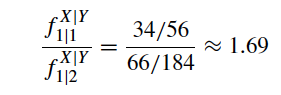 f_{1|1}^{X|Y} / f_{1|2}^{X|Y} = 34/56 / 66/184 ≈ 1.69